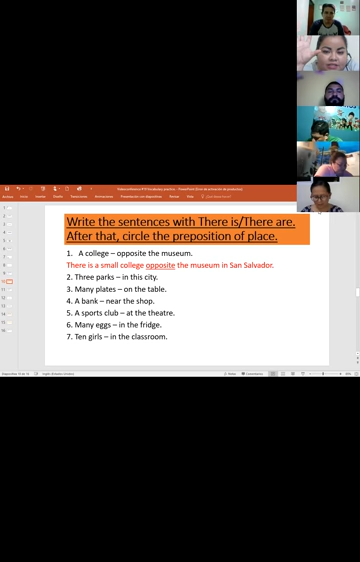 Write the sentences with There is/There are.
After that, circle the preposition of place.
1. A college – opposite the museum.
There is a small college opposite the museum in San Salvador.
2. Three parks – in this city.
3. Many plates – on the table.
4. A bank – near the shop.
5. A sports club – at the theatre.
6. Many eggs – in the fridge.
7. Ten girls – in the classroom.